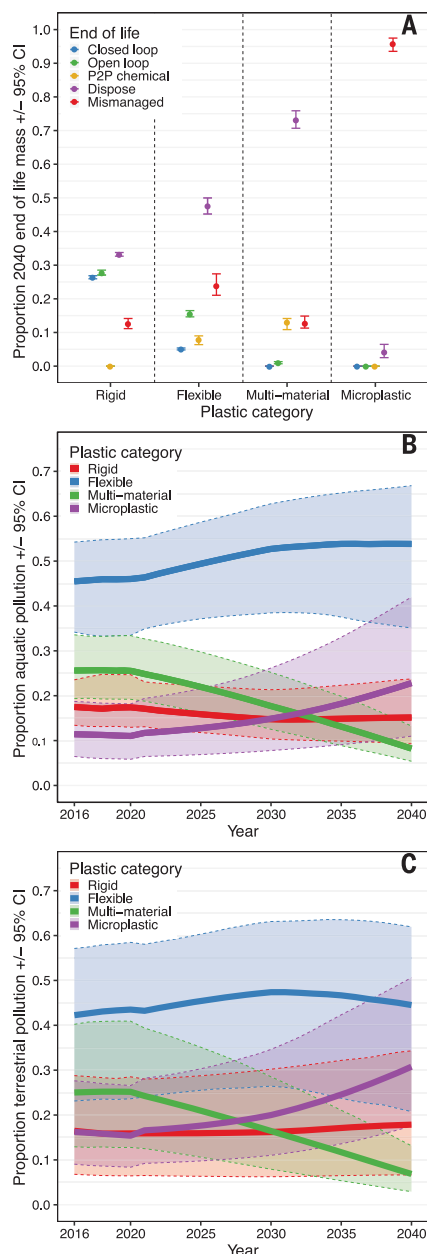 A
End of life
Closed loop
Open loop
P2P chemical
Dispose
Mismanaged
Proportion 2040 end of life mass +/− 95% CI
1.0
0.9
0.8
0.7
0.6
0.5
0.4
0.3
0.2
0.1
0.0
Rigid Flexible Multi−material Microplastic
Plastic category
B
Plastic category
Rigid
Flexible
Multi−material
Microplastic
Proportion aquatic pollution +/− 95% CI
0.7
0.6
0.5
0.4
0.3
0.2
0.1
0.0
2016 2020 2025 2030 2035 2040
Year
C
Plastic category
Rigid
Flexible
Multi−material
Microplastic
Proportion terrestrial pollution +/− 95% CI
0.7
0.6
0.5
0.4
0.3
0.2
0.1
0.0
2016 2020 2025 2030 2035 2040
Year